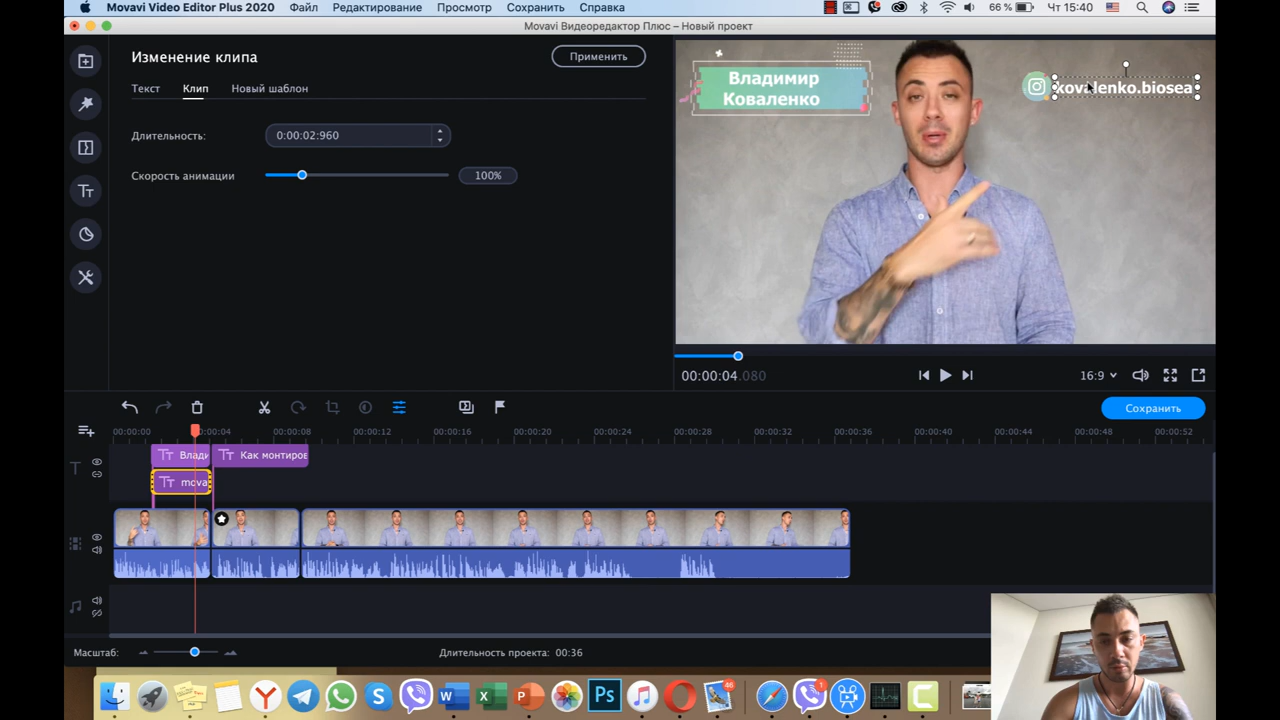 Movavi Video Editor Plus 2020 Файл Редактирование Просмотр Сохранить Справка 66 % Чт 15:40
Movavi Видеоредактор Плюс – Новый проект
Изменение клипа
Применить
Текст Клип Новый шаблон
Длительность: 0:00:02:960
Скорость анимации 100%
Владимир
Коваленко
kovalenko.biosea
00:00:04.080
16:9
Сохранить
00:00:00 00:00:04 00:00:08 00:00:12 00:00:16 00:00:20 00:00:24 00:00:28 00:00:32 00:00:36 00:00:40 00:00:44 00:00:48 00:00:52
T
Tт Влади
Tт Как монтиров
Tт mova
Масштаб:
Длительность проекта: 00:36
46
1